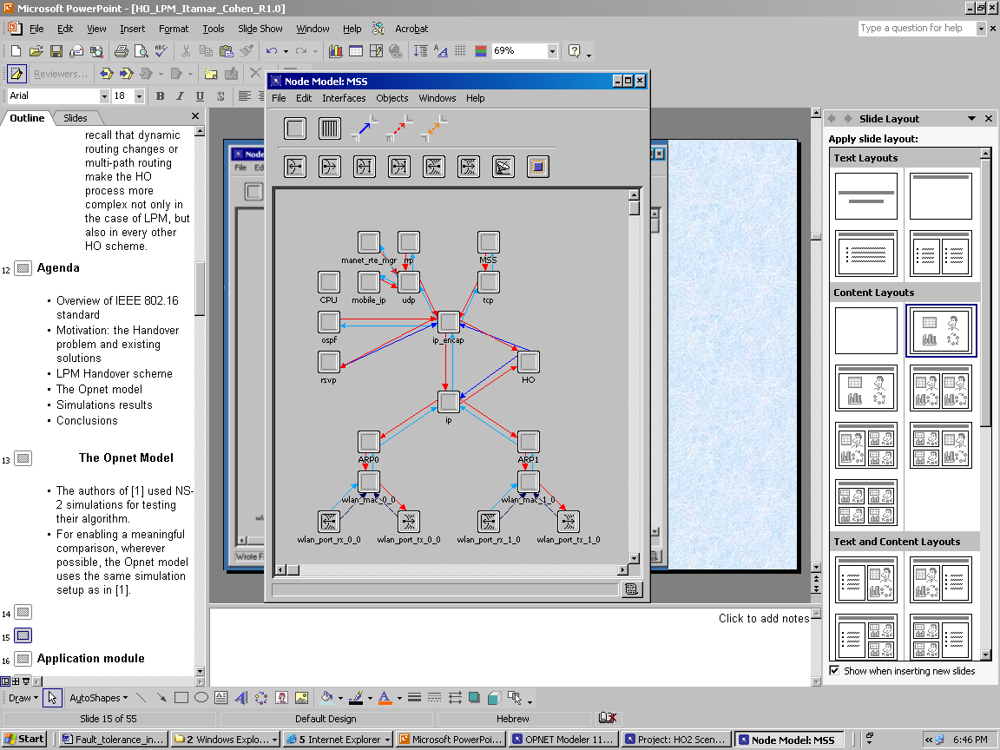 Microsoft PowerPoint - [HO_LPM_Itamar_Cohen_R1.0]
File Edit View Insert Format Tools Slide Show Window Help Acrobat
Type a question for help
69%
Reviewers...
Arial 18 B I U S
Outline Slides
recall that dynamic
routing changes or
multi-path routing
make the HO
process more
complex not only in
the case of LPM, but
also in every other
HO scheme.
12 Agenda
• Overview of IEEE 802.16
standard
• Motivation: the Handover
problem and existing
solutions
• LPM Handover scheme
• The Opnet model
• Simulations results
• Conclusions
13 The Opnet Model
• The authors of [1] used NS-
2 simulations for testing
their algorithm.
• For enabling a meaningful
comparison, wherever
possible, the Opnet model
uses the same simulation
setup as in [1].
14
15
16 Application module
Node Model: MSS
File Edit Interfaces Objects Windows Help
manet_rte_mgr rip MSS
CPU mobile_ip udp tcp
ospf ip_encap
rsvp HO
ip
ARP0 ARP1
wlan_mac_0_0 wlan_mac_1_0
wlan_port_rx_0_0 wlan_port_tx_0_0 wlan_port_rx_1_0 wlan_port_tx_1_0
Node
File Ed
Wrote F
Click to add notes
Slide Layout
Apply slide layout:
Text Layouts
Content Layouts
Text and Content Layouts
Show when inserting new slides
Draw AutoShapes
Slide 15 of 55 Default Design Hebrew
Start Fault_tolerance_in... 2 Windows Explo... 5 Internet Explorer Microsoft PowerPoi... OPNET Modeler 11... Project: HO2 Scen... Node Model: MSS 6:46 PM